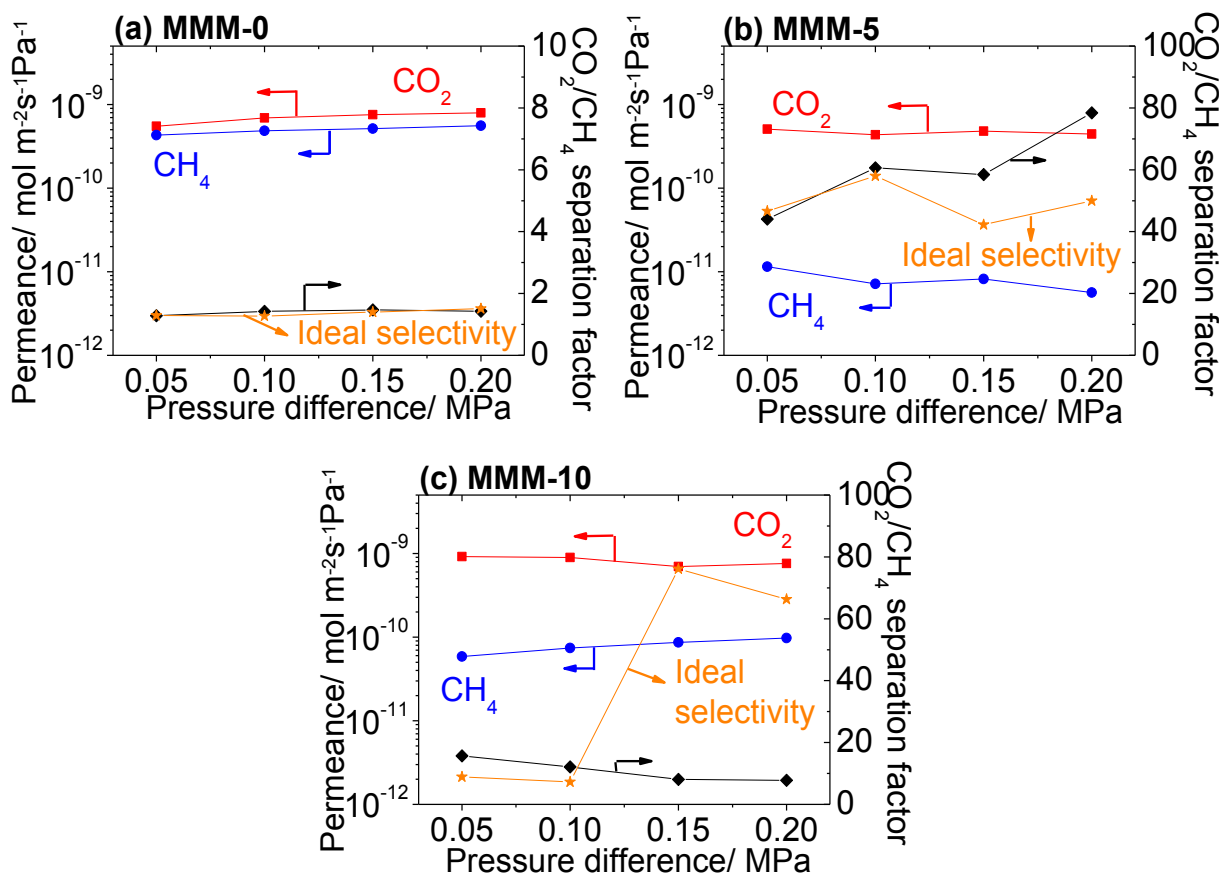 (a) MMM-0
Permeance/ mol m⁻²s⁻¹Pa⁻¹
10⁻⁹
10⁻¹⁰
10⁻¹¹
10⁻¹²
CO₂
CH₄
Ideal selectivity
10
8
6
4
2
0
CO₂/CH₄ separation factor
0.05 0.10 0.15 0.20
Pressure difference/ MPa
(b) MMM-5
Permeance/ mol m⁻²s⁻¹Pa⁻¹
10⁻⁹
10⁻¹⁰
10⁻¹¹
10⁻¹²
CO₂
Ideal selectivity
CH₄
100
80
60
40
20
0
CO₂/CH₄ separation factor
0.05 0.10 0.15 0.20
Pressure difference/ MPa
(c) MMM-10
Permeance/ mol m⁻²s⁻¹Pa⁻¹
10⁻⁹
10⁻¹⁰
10⁻¹¹
10⁻¹²
CO₂
CH₄
Ideal
selectivity
100
80
60
40
20
0
CO₂/CH₄ separation factor
0.05 0.10 0.15 0.20
Pressure difference/ MPa